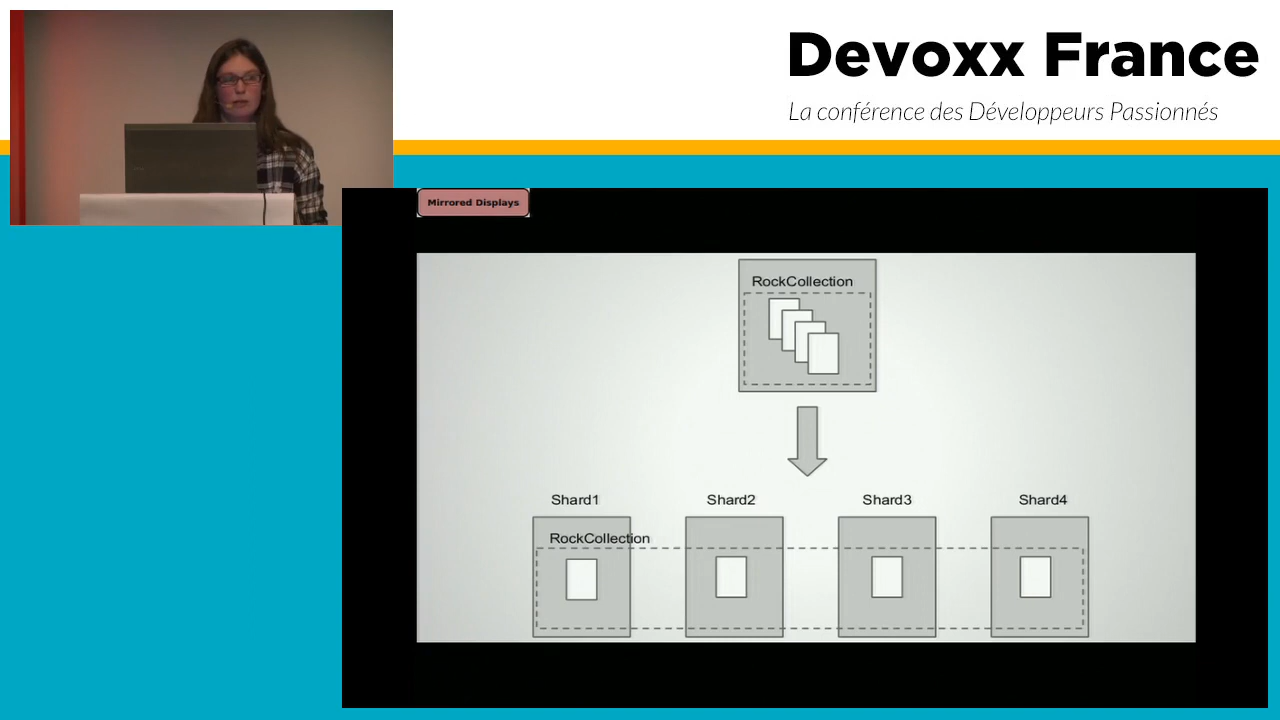 Devoxx France
La conférence des Développeurs Passionnés
Mirrored Displays
RockCollection
Shard1 Shard2 Shard3 Shard4
RockCollection